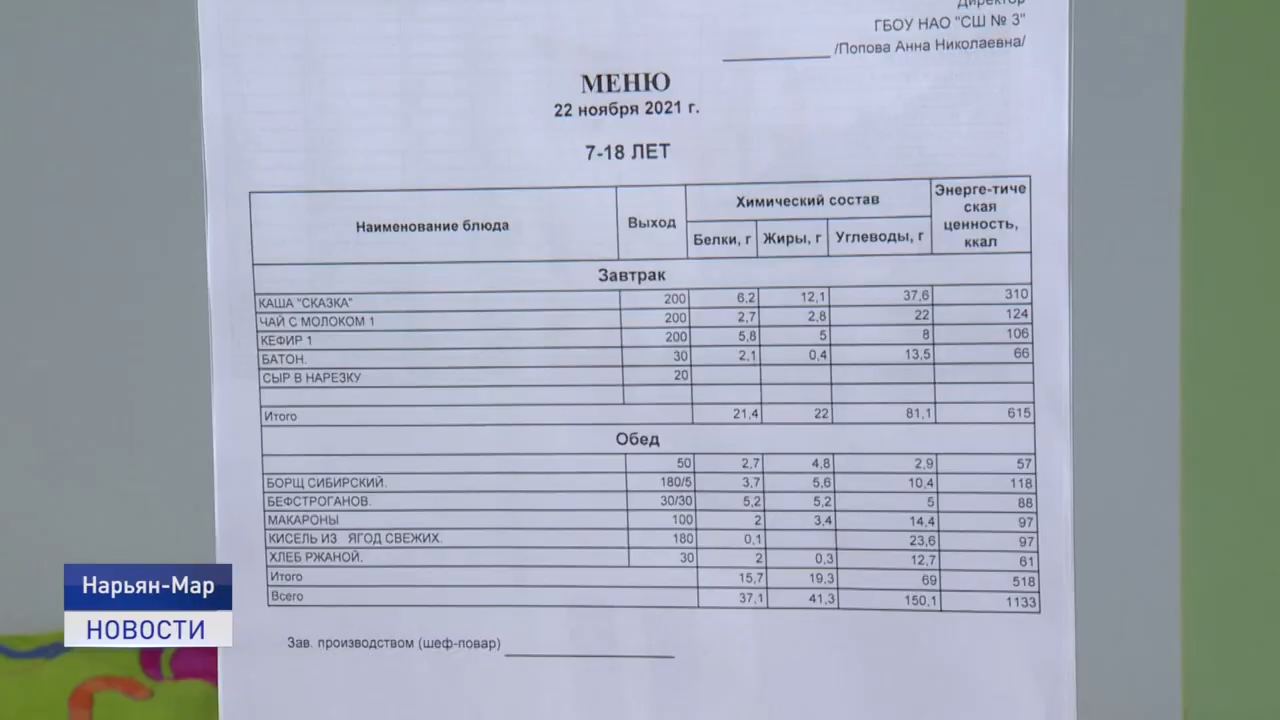 Директор
ГБОУ НАО "СШ № 3"
/Попова Анна Николаевна/
МЕНЮ
22 ноября 2021 г.
7-18 ЛЕТ
Наименование блюда Выход Химический состав Энерге-тиче
ская
ценность,
ккал
Белки, г Жиры, г Углеводы, г
Завтрак
КАША "СКАЗКА" 200 6,2 12,1 37,6 310
ЧАЙ С МОЛОКОМ 1 200 2,7 2,8 22 124
КЕФИР 1 200 5,8 5 8 106
БАТОН. 30 2,1 0,4 13,5 66
СЫР В НАРЕЗКУ 20
Итого 21,4 22 81,1 615
Обед
50 2,7 4,8 2,9 57
БОРЩ СИБИРСКИЙ. 180/5 3,7 5,6 10,4 118
БЕФСТРОГАНОВ. 30/30 5,2 5,2 5 88
МАКАРОНЫ 100 2 3,4 14,4 97
КИСЕЛЬ ИЗ ЯГОД СВЕЖИХ. 180 0,1 23,6 97
ХЛЕБ РЖАНОЙ. 30 2 0,3 12,7 61
Итого 15,7 19,3 69 518
Всего 37,1 41,3 150,1 1133
Зав. производством (шеф-повар)
Нарьян-Мар
НОВОСТИ